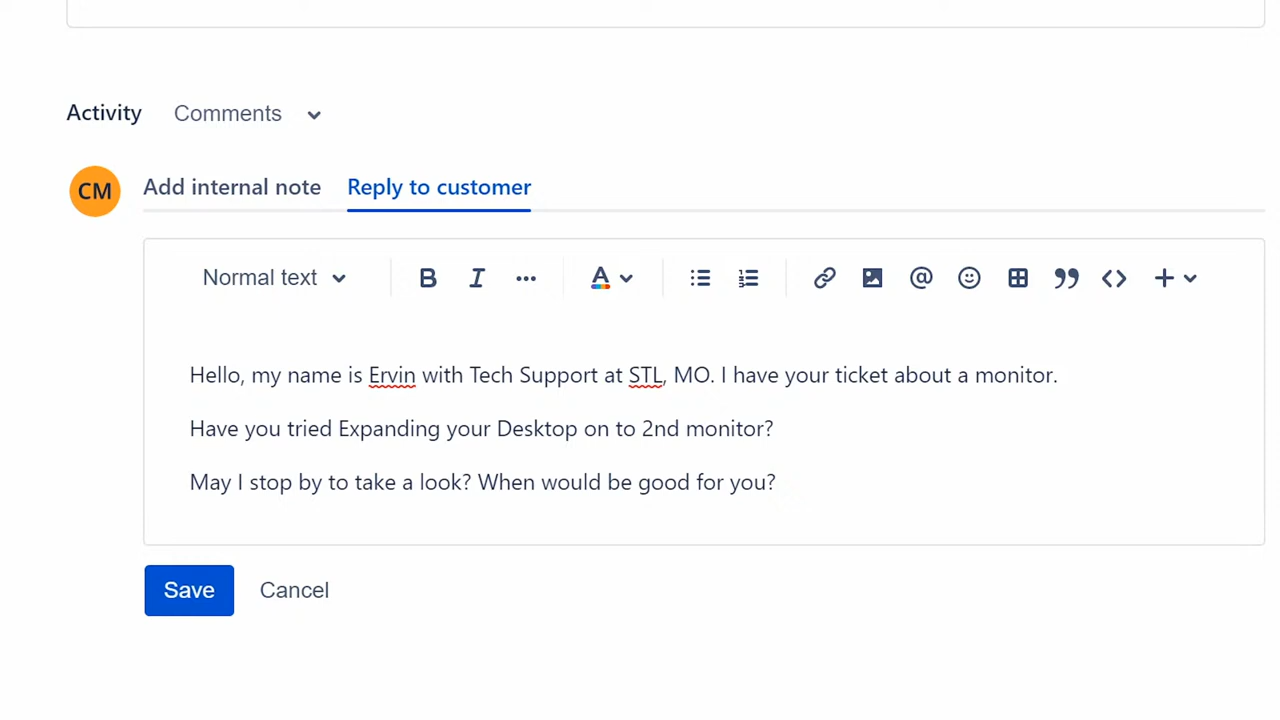 Activity Comments
CM Add internal note Reply to customer
Normal text B I A @
Hello, my name is Ervin with Tech Support at STL, MO. I have your ticket about a monitor.
Have you tried Expanding your Desktop on to 2nd monitor?
May I stop by to take a look? When would be good for you?
Save Cancel